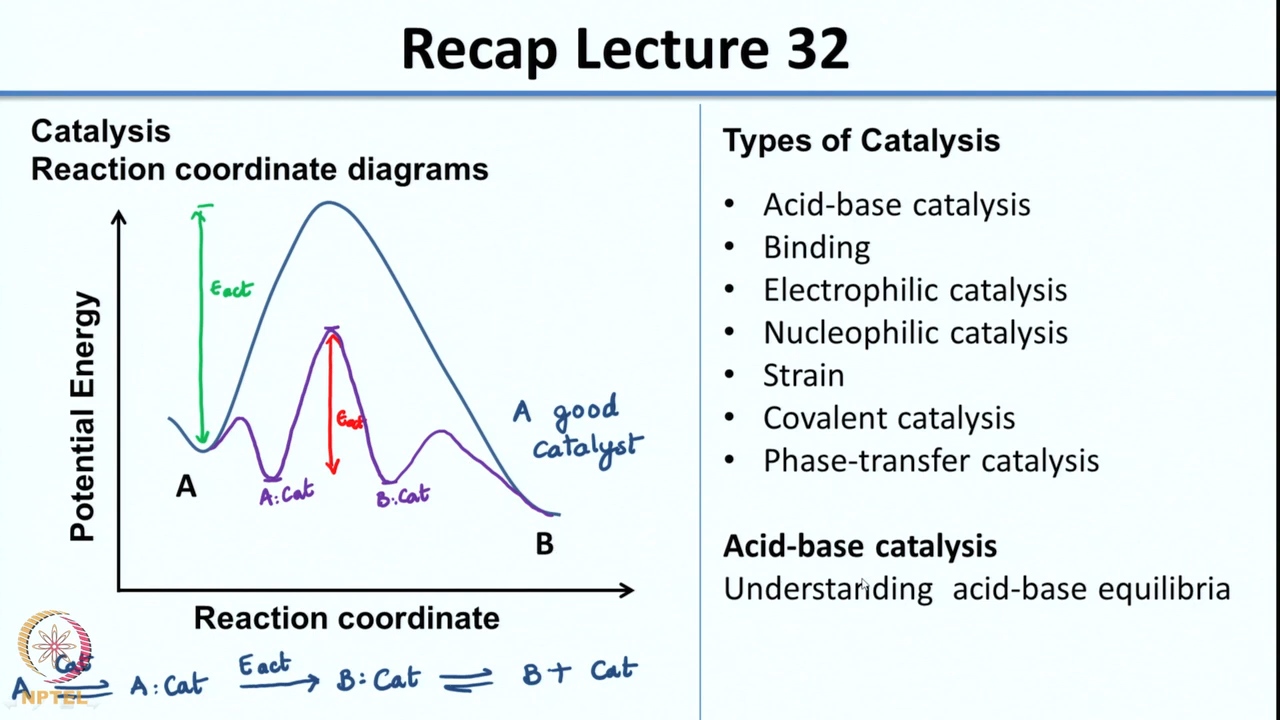 Recap Lecture 32
Catalysis
Reaction coordinate diagrams
Potential Energy
Eact
Eact
A
A:Cat
B:Cat
A good
catalyst
B
Reaction coordinate
A Cat ⇌ A:Cat Eact → B:Cat ⇌ B + Cat
NPTEL
Types of Catalysis
• Acid-base catalysis
• Binding
• Electrophilic catalysis
• Nucleophilic catalysis
• Strain
• Covalent catalysis
• Phase-transfer catalysis
Acid-base catalysis
Understanding acid-base equilibria